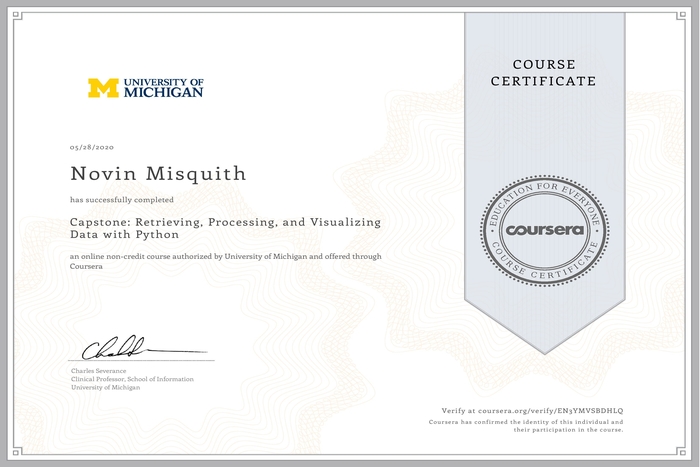 UNIVERSITY OF
MICHIGAN
COURSE
CERTIFICATE
05/28/2020
Novin Misquith
has successfully completed
Capstone: Retrieving, Processing, and Visualizing
Data with Python
an online non-credit course authorized by University of Michigan and offered through
Coursera
EDUCATION FOR EVERYONE
coursera
COURSE CERTIFICATE
Charles Severance
Clinical Professor, School of Information
University of Michigan
Verify at coursera.org/verify/EN3YMVSBDHLQ
Coursera has confirmed the identity of this individual and
their participation in the course.